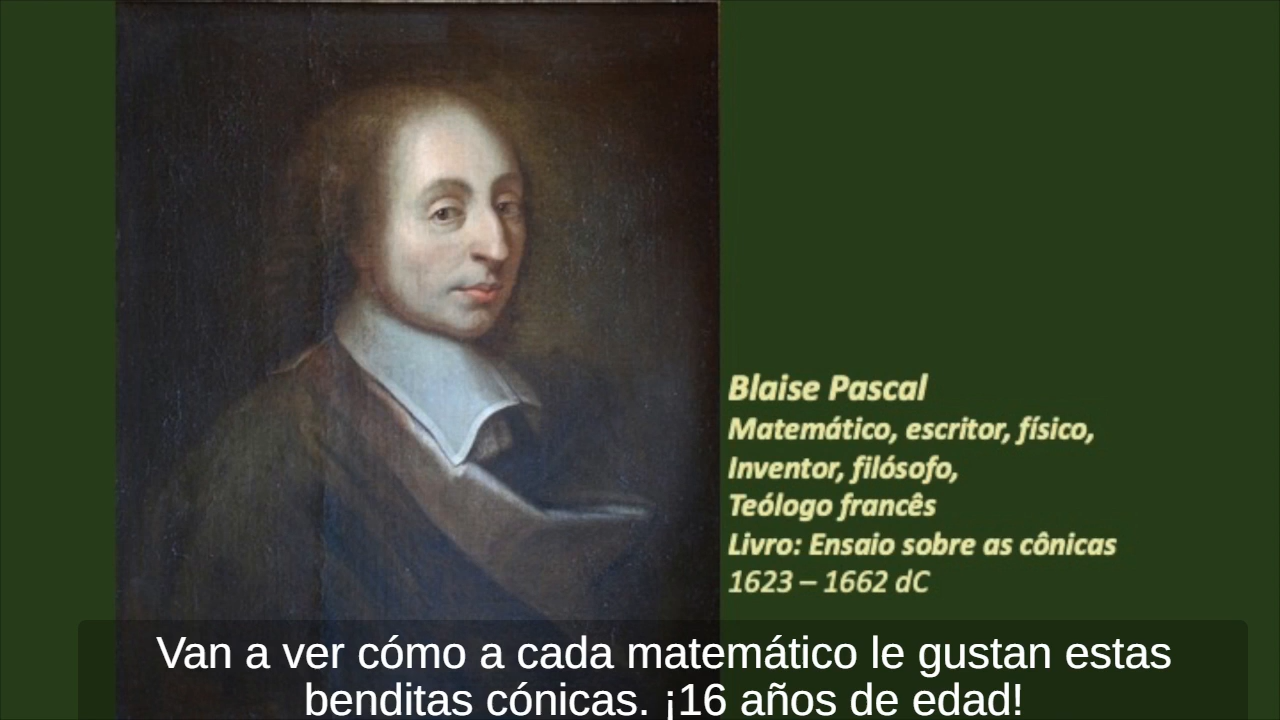 Blaise Pascal
Matemático, escritor, físico,
Inventor, filósofo,
Teólogo francês
Livro: Ensaio sobre as cônicas
1623 – 1662 dC
Van a ver cómo a cada matemático le gustan estas
benditas cónicas. ¡16 años de edad!